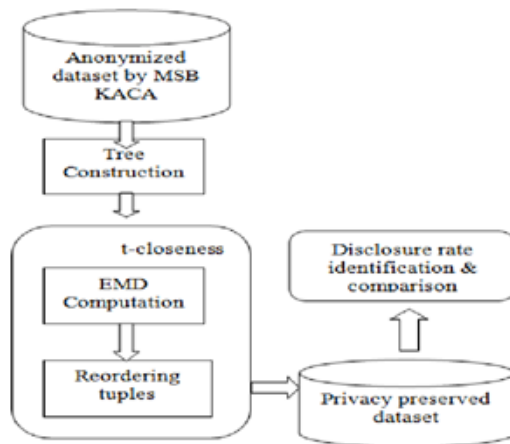 Anonymized
dataset by MSB
KACA
Tree
Construction
t-closeness
EMD
Computation
Reordering
tuples
Disclosure rate
identification &
comparison
Privacy preserved
dataset